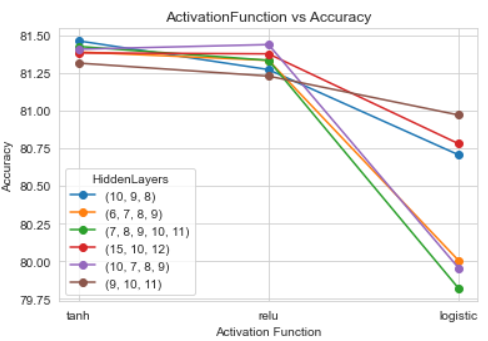 ActivationFunction vs Accuracy
81.50
81.25
81.00
80.75
80.50
80.25
80.00
79.75
Accuracy
HiddenLayers
(10, 9, 8)
(6, 7, 8, 9)
(7, 8, 9, 10, 11)
(15, 10, 12)
(10, 7, 8, 9)
(9, 10, 11)
tanh relu logistic
Activation Function